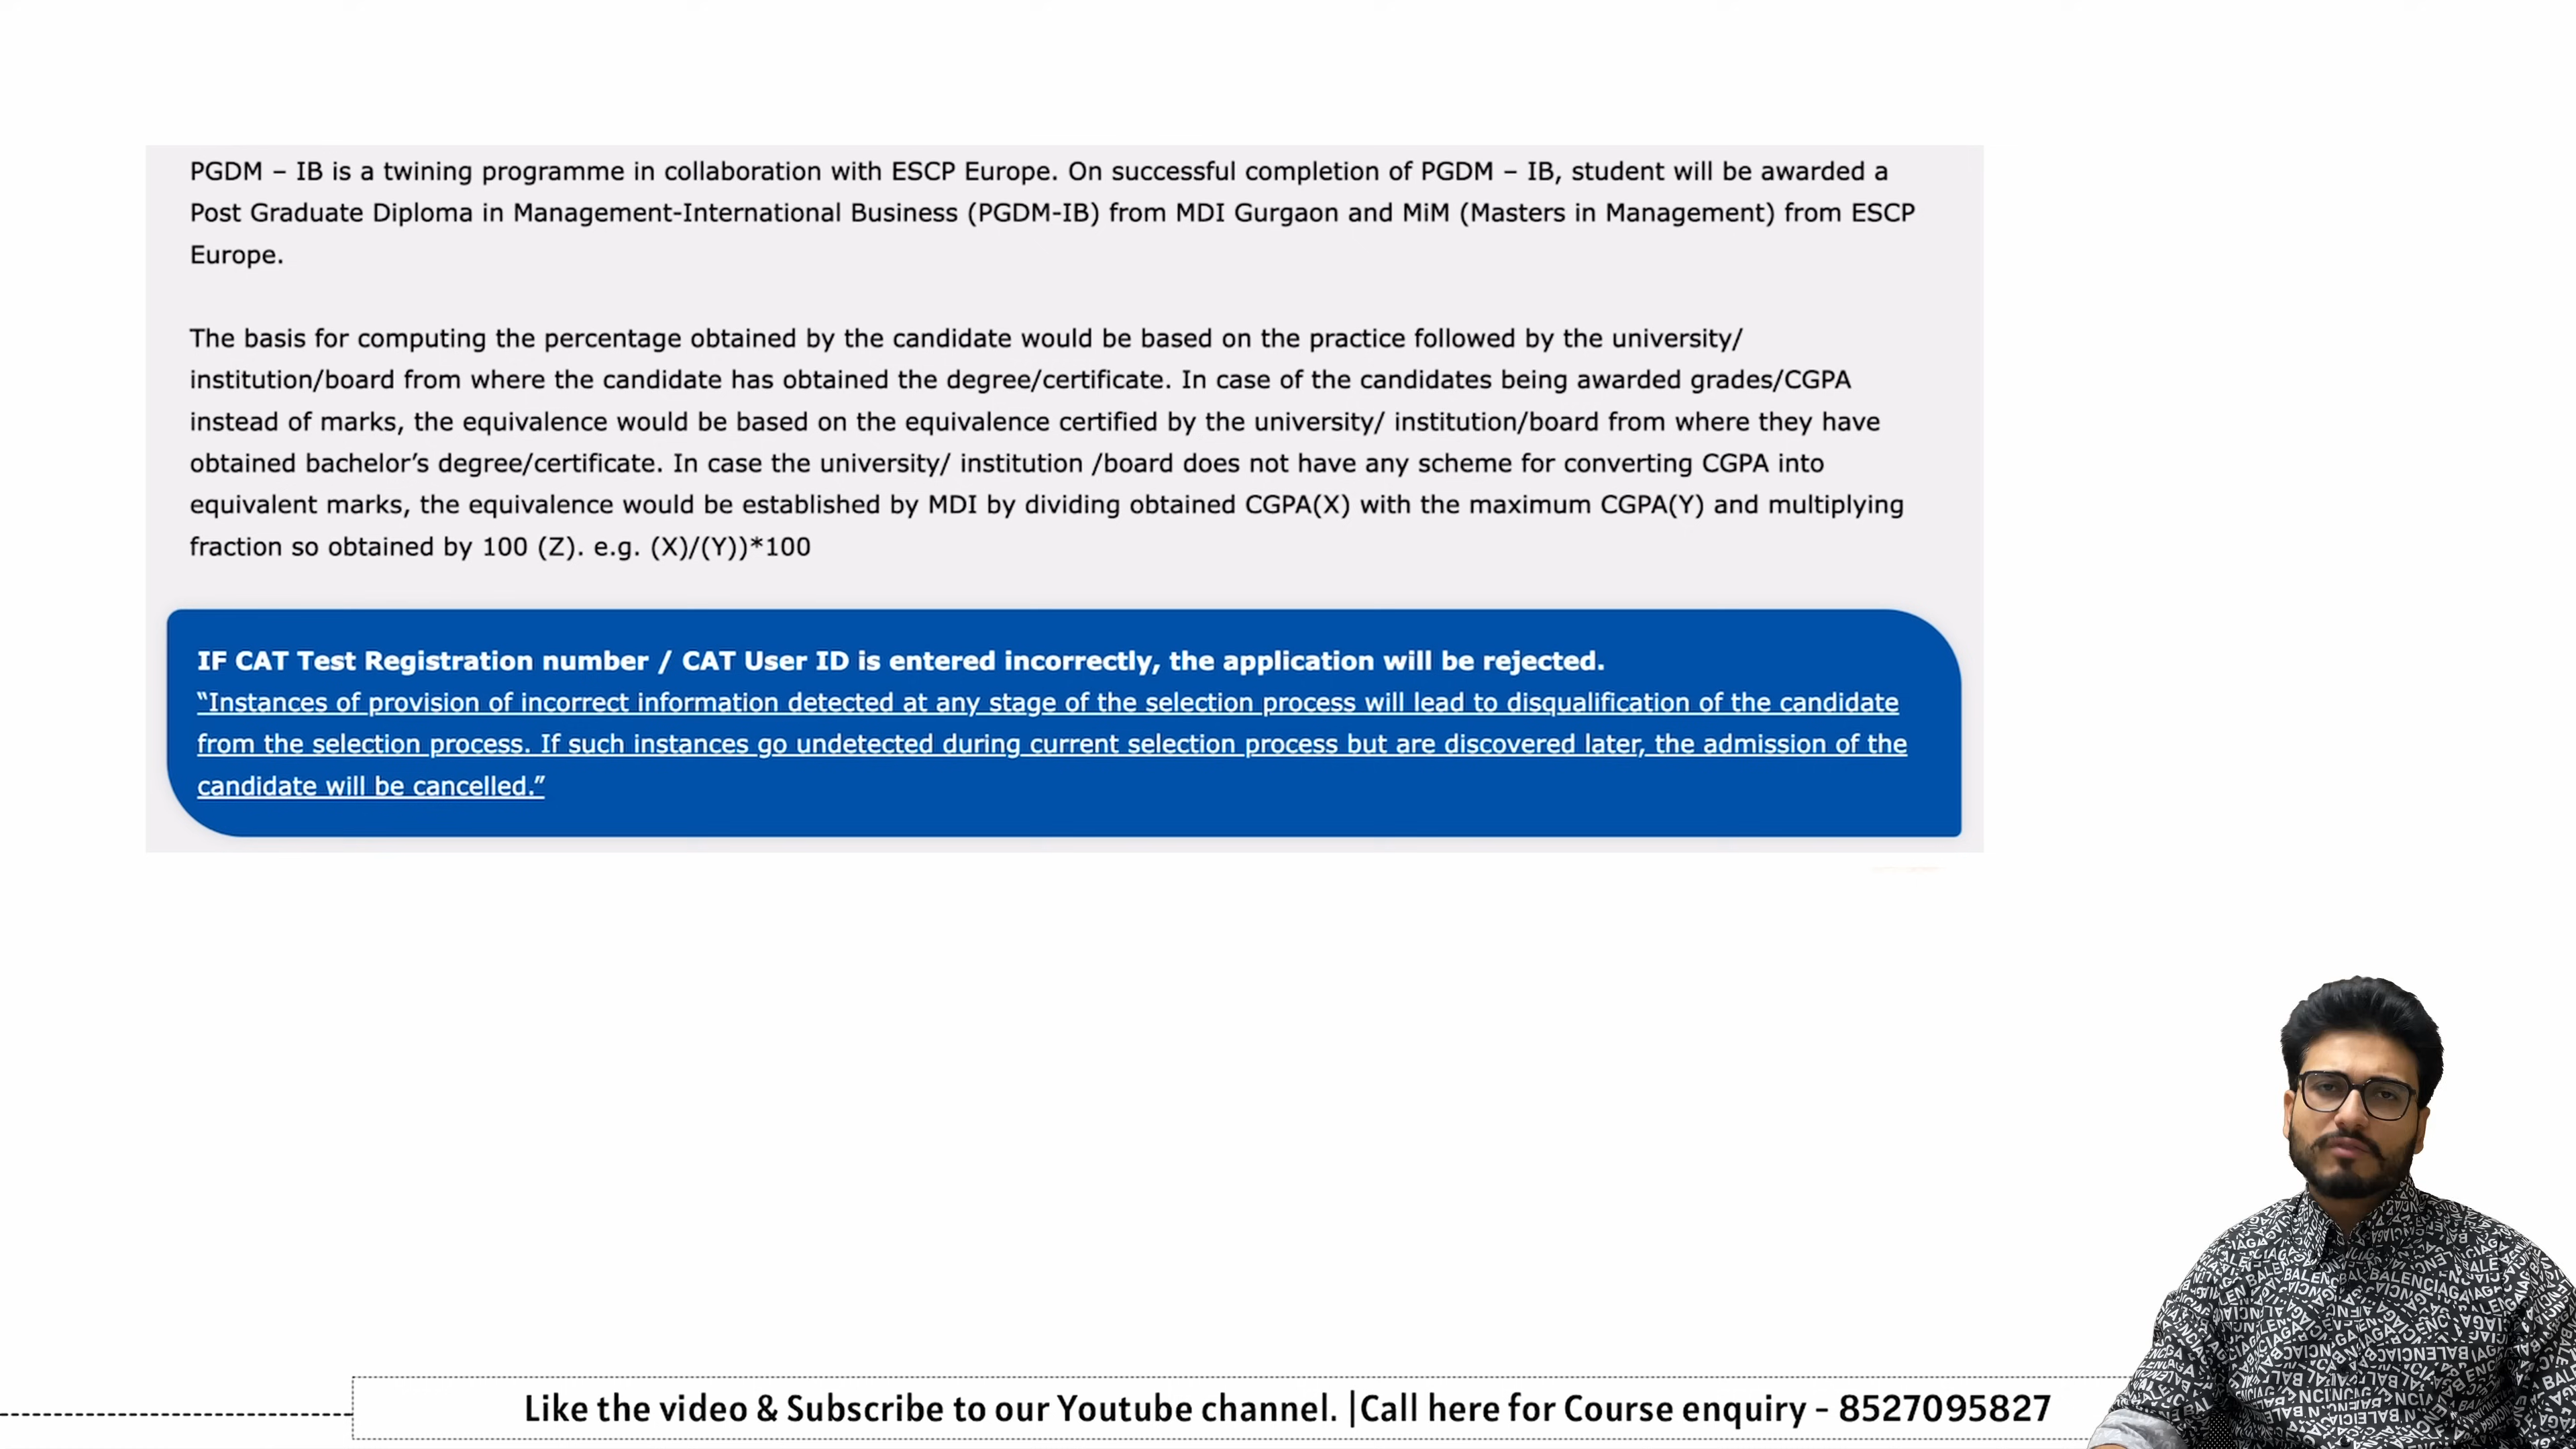 PGDM – IB is a twining programme in collaboration with ESCP Europe. On successful completion of PGDM – IB, student will be awarded a
Post Graduate Diploma in Management-International Business (PGDM-IB) from MDI Gurgaon and MiM (Masters in Management) from ESCP
Europe.
The basis for computing the percentage obtained by the candidate would be based on the practice followed by the university/
institution/board from where the candidate has obtained the degree/certificate. In case of the candidates being awarded grades/CGPA
instead of marks, the equivalence would be based on the equivalence certified by the university/ institution/board from where they have
obtained bachelor’s degree/certificate. In case the university/ institution /board does not have any scheme for converting CGPA into
equivalent marks, the equivalence would be established by MDI by dividing obtained CGPA(X) with the maximum CGPA(Y) and multiplying
fraction so obtained by 100 (Z). e.g. (X)/(Y))*100
IF CAT Test Registration number / CAT User ID is entered incorrectly, the application will be rejected.
“Instances of provision of incorrect information detected at any stage of the selection process will lead to disqualification of the candidate
from the selection process. If such instances go undetected during current selection process but are discovered later, the admission of the
candidate will be cancelled.”
Like the video & Subscribe to our Youtube channel. |Call here for Course enquiry - 8527095827
BALENCIAGA